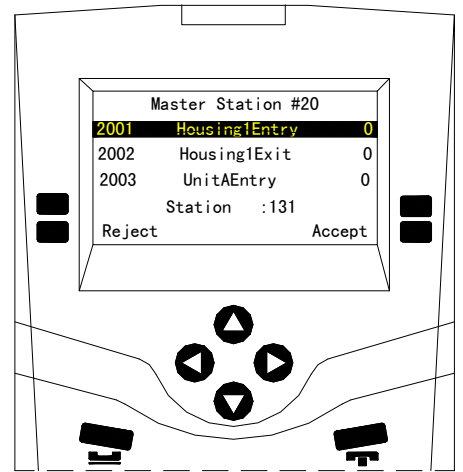 Master Station #20
2001 Housing1Entry 0
2002 Housing1Exit 0
2003 UnitAEntry 0
Station :131
Reject Accept